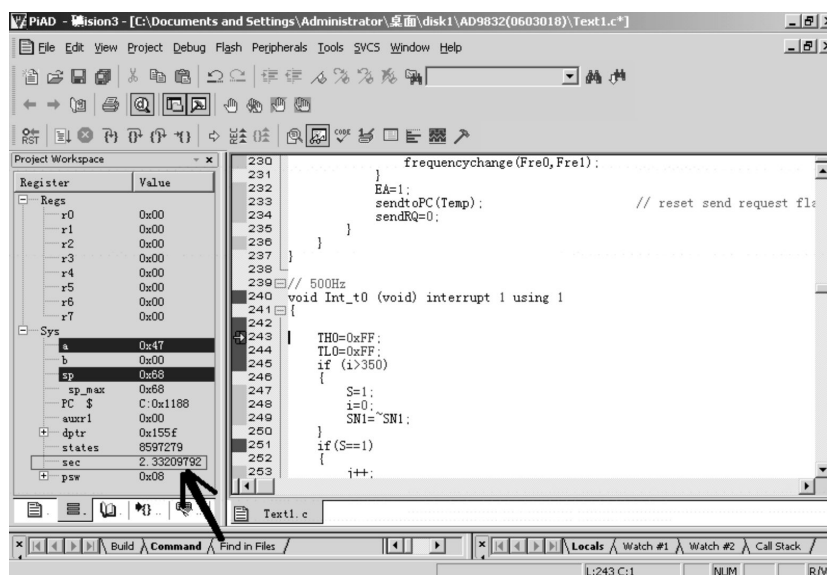 PiAD - µVision3 - [C:\Documents and Settings\Administrator\桌面\disk1\AD9832(0603018)\Text1.c*]
File Edit View Project Debug Flash Peripherals Tools SVCS Window Help
RST
CODE
Project Workspace
Register Value
Regs
r0 0x00
r1 0x00
r2 0x00
r3 0x00
r4 0x00
r5 0x00
r6 0x00
r7 0x00
Sys
a 0x47
b 0x00
sp 0x68
sp_max 0x68
PC $ C:0x1188
auxr1 0x00
dptr 0x155f
states 8597279
sec 2.33209792
psw 0x08
230 frequencychange(Fre0,Fre1);
231 }
232 EA=1;
233 sendtoPC(Temp); // reset send request fla
234 sendRQ=0;
235 }
236 }
237 }
238
239 // 500Hz
240 void Int_t0 (void) interrupt 1 using 1
241 {
242
243 TH0=0xFF;
244 TL0=0xFF;
245 if (i>350)
246 {
247 S=1;
248 i=0;
249 SN1=~SN1;
250 }
251 if(S==1)
252 {
253 j++;
Text1.c
Build Command Find in Files
Locals Watch #1 Watch #2 Call Stack
L:243 C:1 NUM R/W